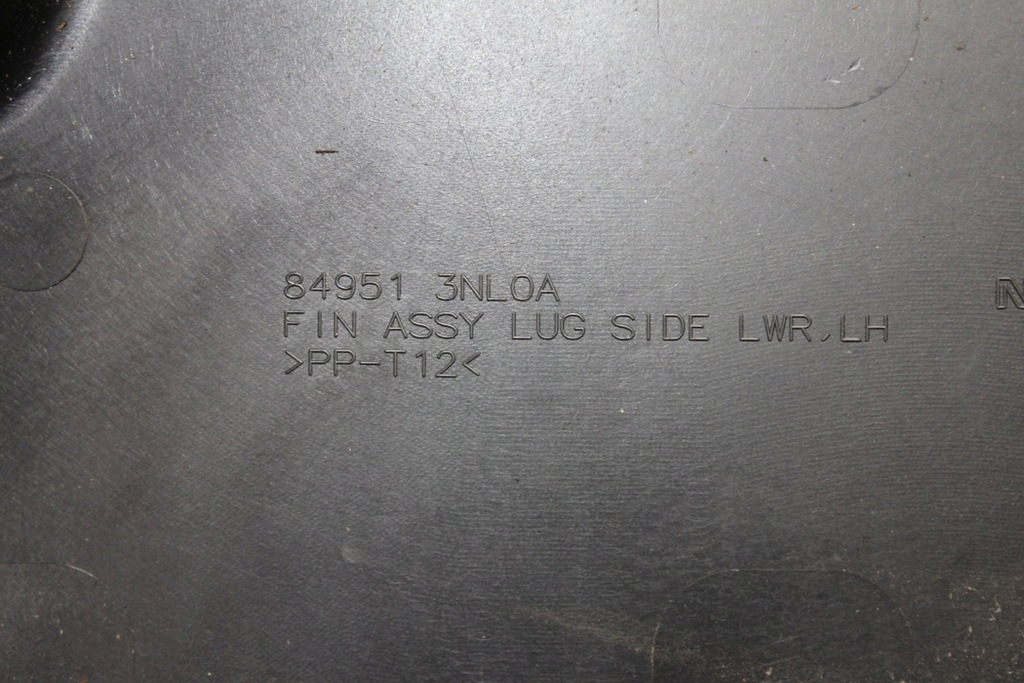 84951 3NL0A
FIN ASSY LUG SIDE LWR,LH
>PP-T12<